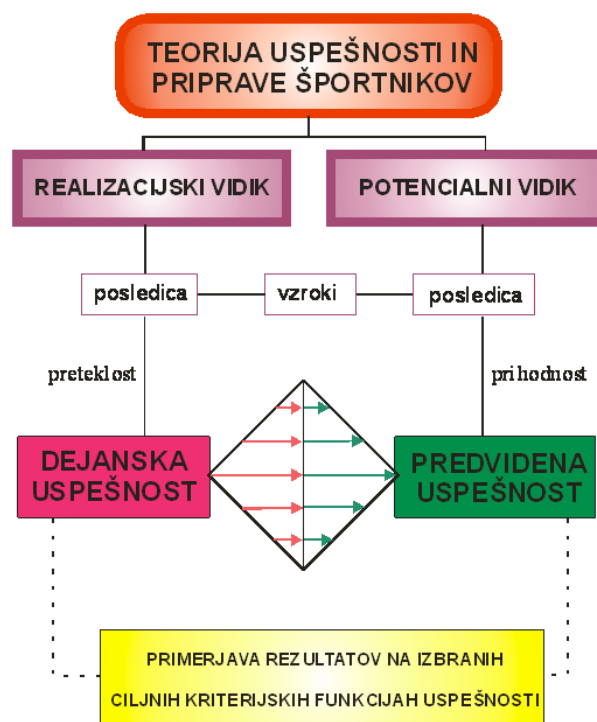 TEORIJA USPEŠNOSTI IN
PRIPRAVE ŠPORTNIKOV
REALIZACIJSKI VIDIK
POTENCIALNI VIDIK
posledica
vzroki
posledica
preteklost
prihodnost
DEJANSKA
USPEŠNOST
PREDVIDENA
USPEŠNOST
PRIMERJAVA REZULTATOV NA IZBRANIH
CILJNIH KRITERIJSKIH FUNKCIJAH USPEŠNOSTI